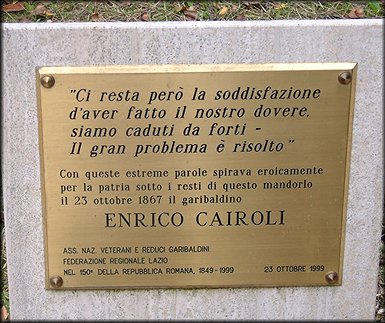 "Ci resta però la soddisfazione
d'aver fatto il nostro dovere,
siamo caduti da forti -
Il gran problema è risolto"
Con queste estreme parole spirava eroicamente
per la patria sotto i resti di questo mandorlo
il 23 ottobre 1867 il garibaldino
ENRICO CAIROLI
ASS. NAZ. VETERANI E REDUCI GARIBALDINI
FEDERAZIONE REGIONALE LAZIO
NEL 150º DELLA REPUBBLICA ROMANA, 1849-1999 23 OTTOBRE 1999